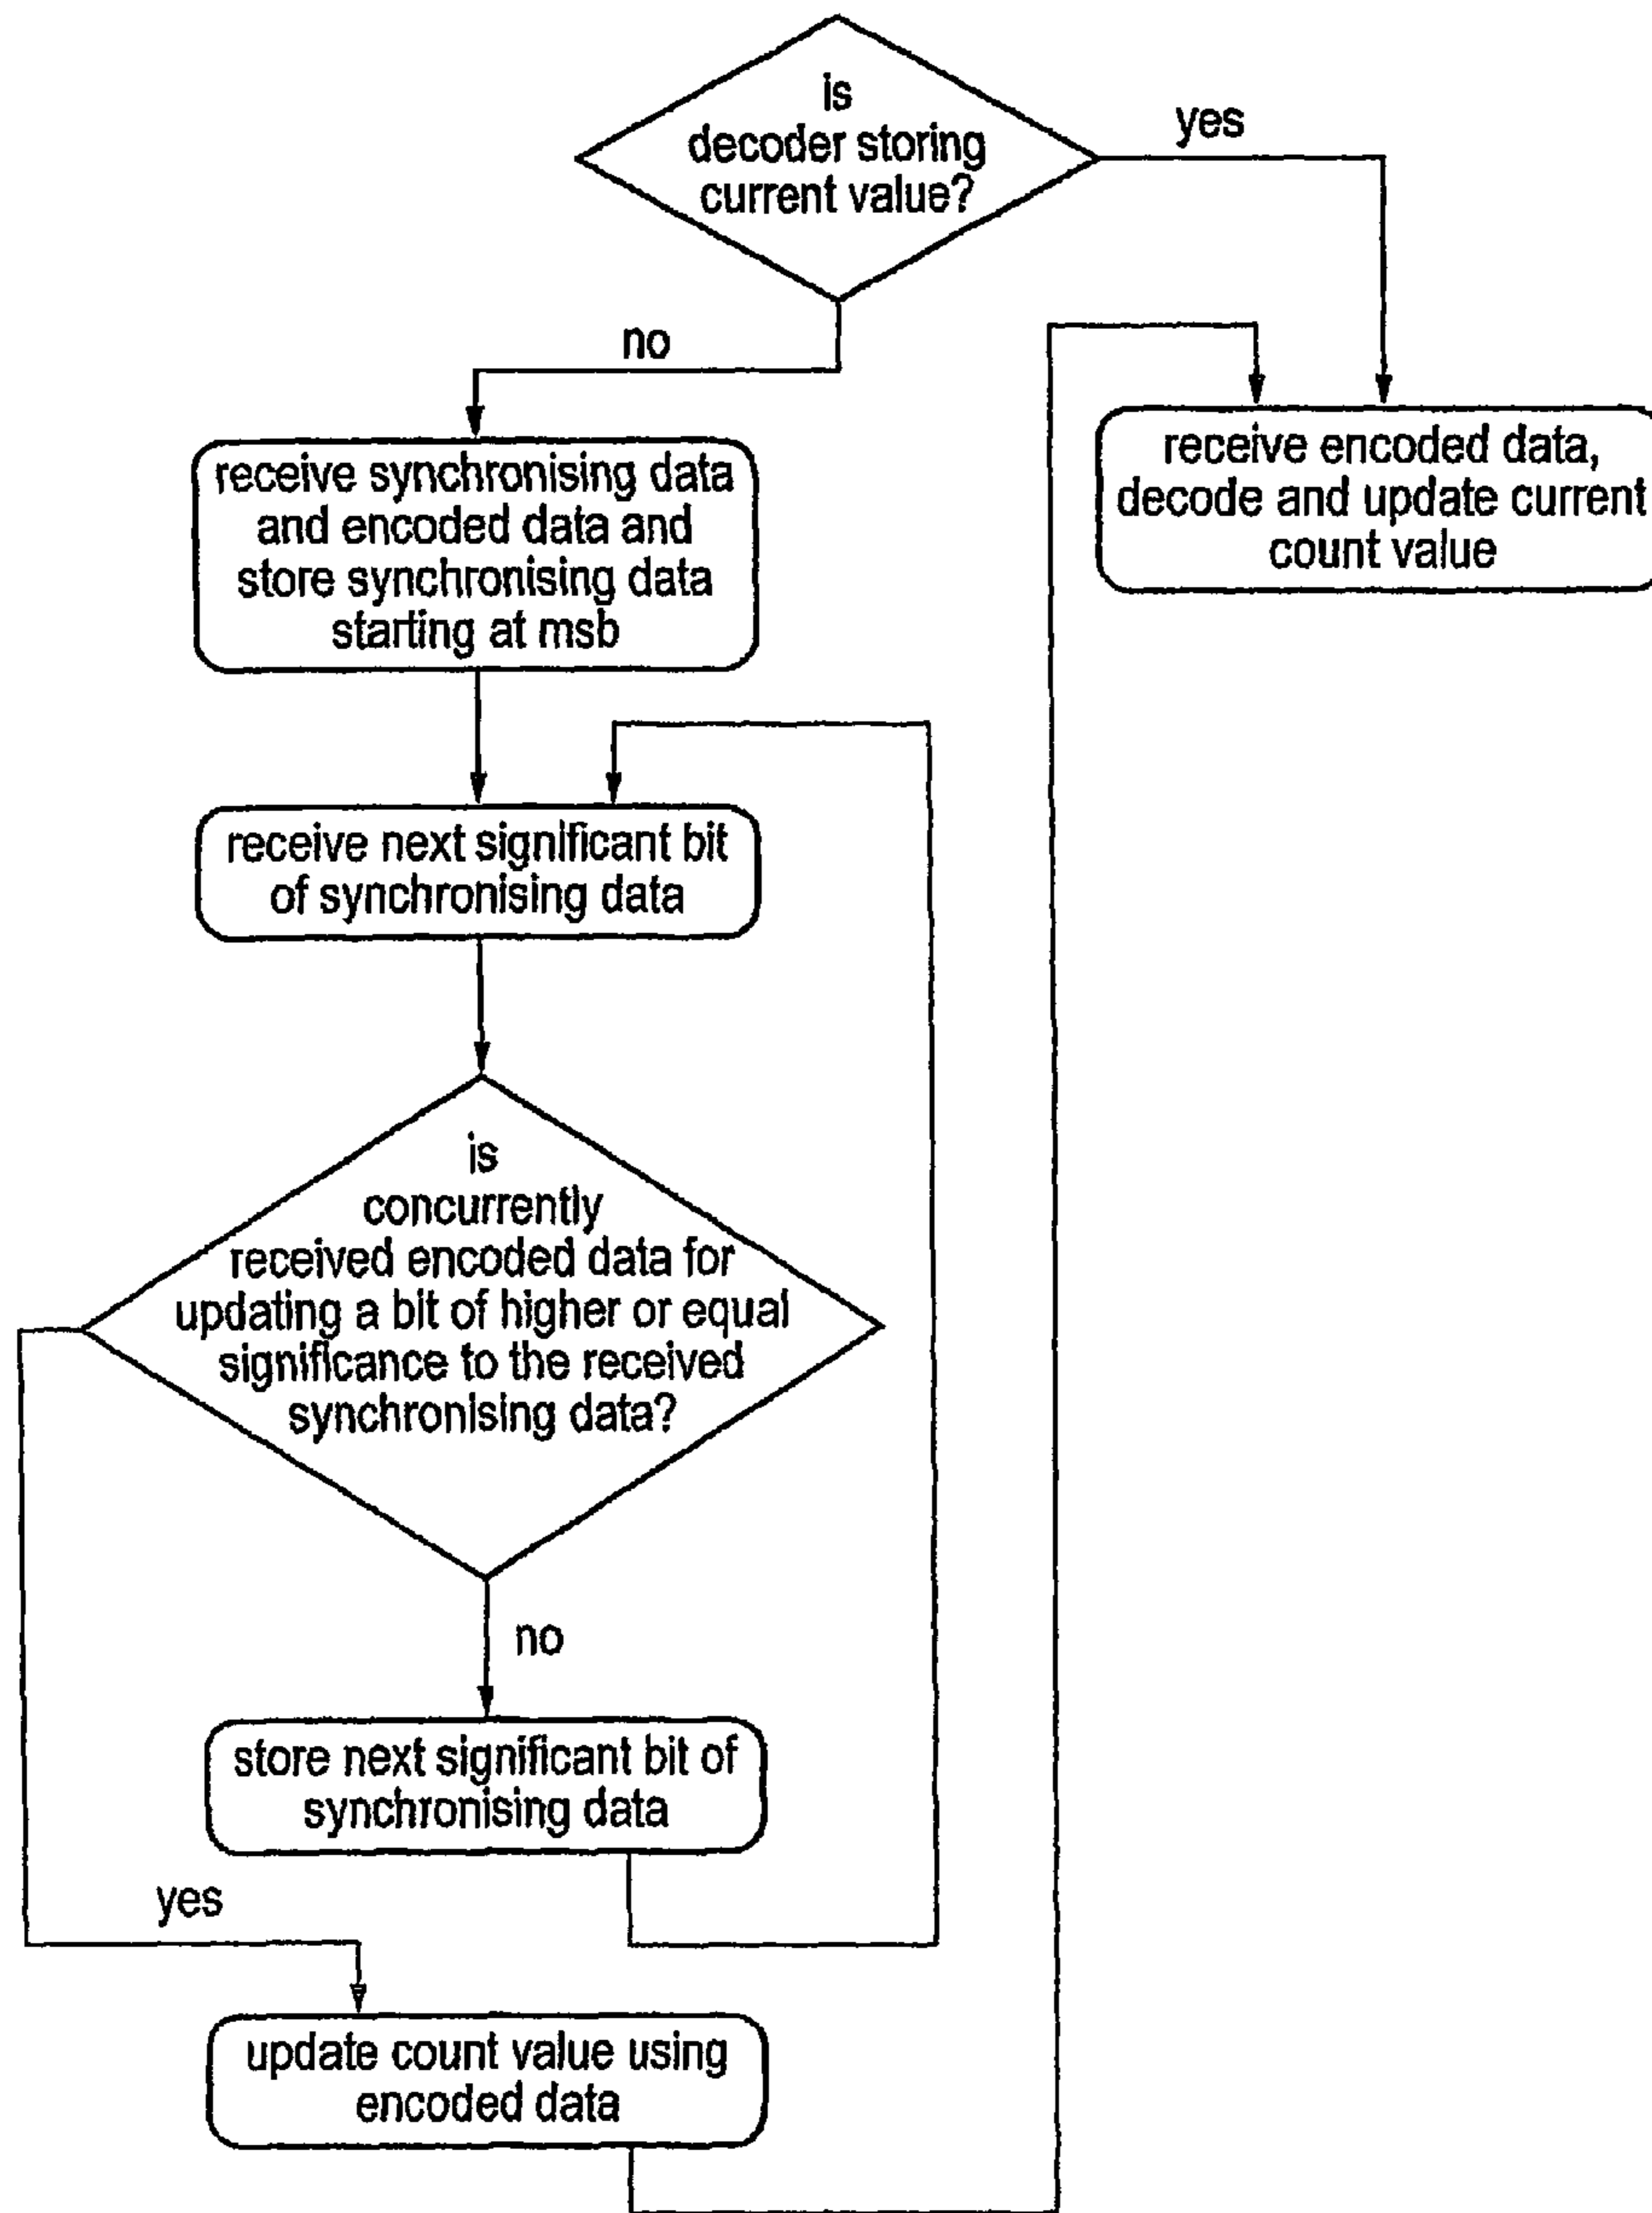 is
decoder storing
current value?
yes
no
receive synchronising data
and encoded data and
store synchronising data
starting at msb
receive encoded data,
decode and update current
count value
receive next significant bit
of synchronising data
is
concurrently
received encoded data for
updating a bit of higher or equal
significance to the received
synchronising data?
no
store next significant bit of
synchronising data
yes
update count value using
encoded data